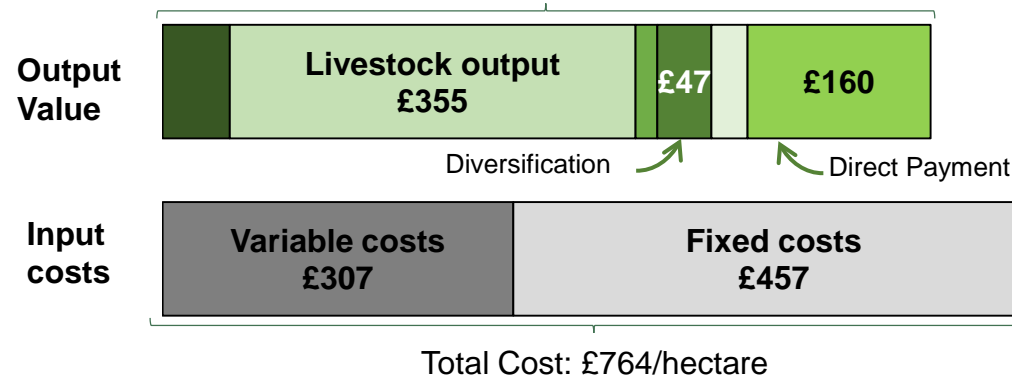 Output
Value
Livestock output
£355
£47
£160
Diversification
Direct Payment
Input
costs
Variable costs
£307
Fixed costs
£457
Total Cost: £764/hectare